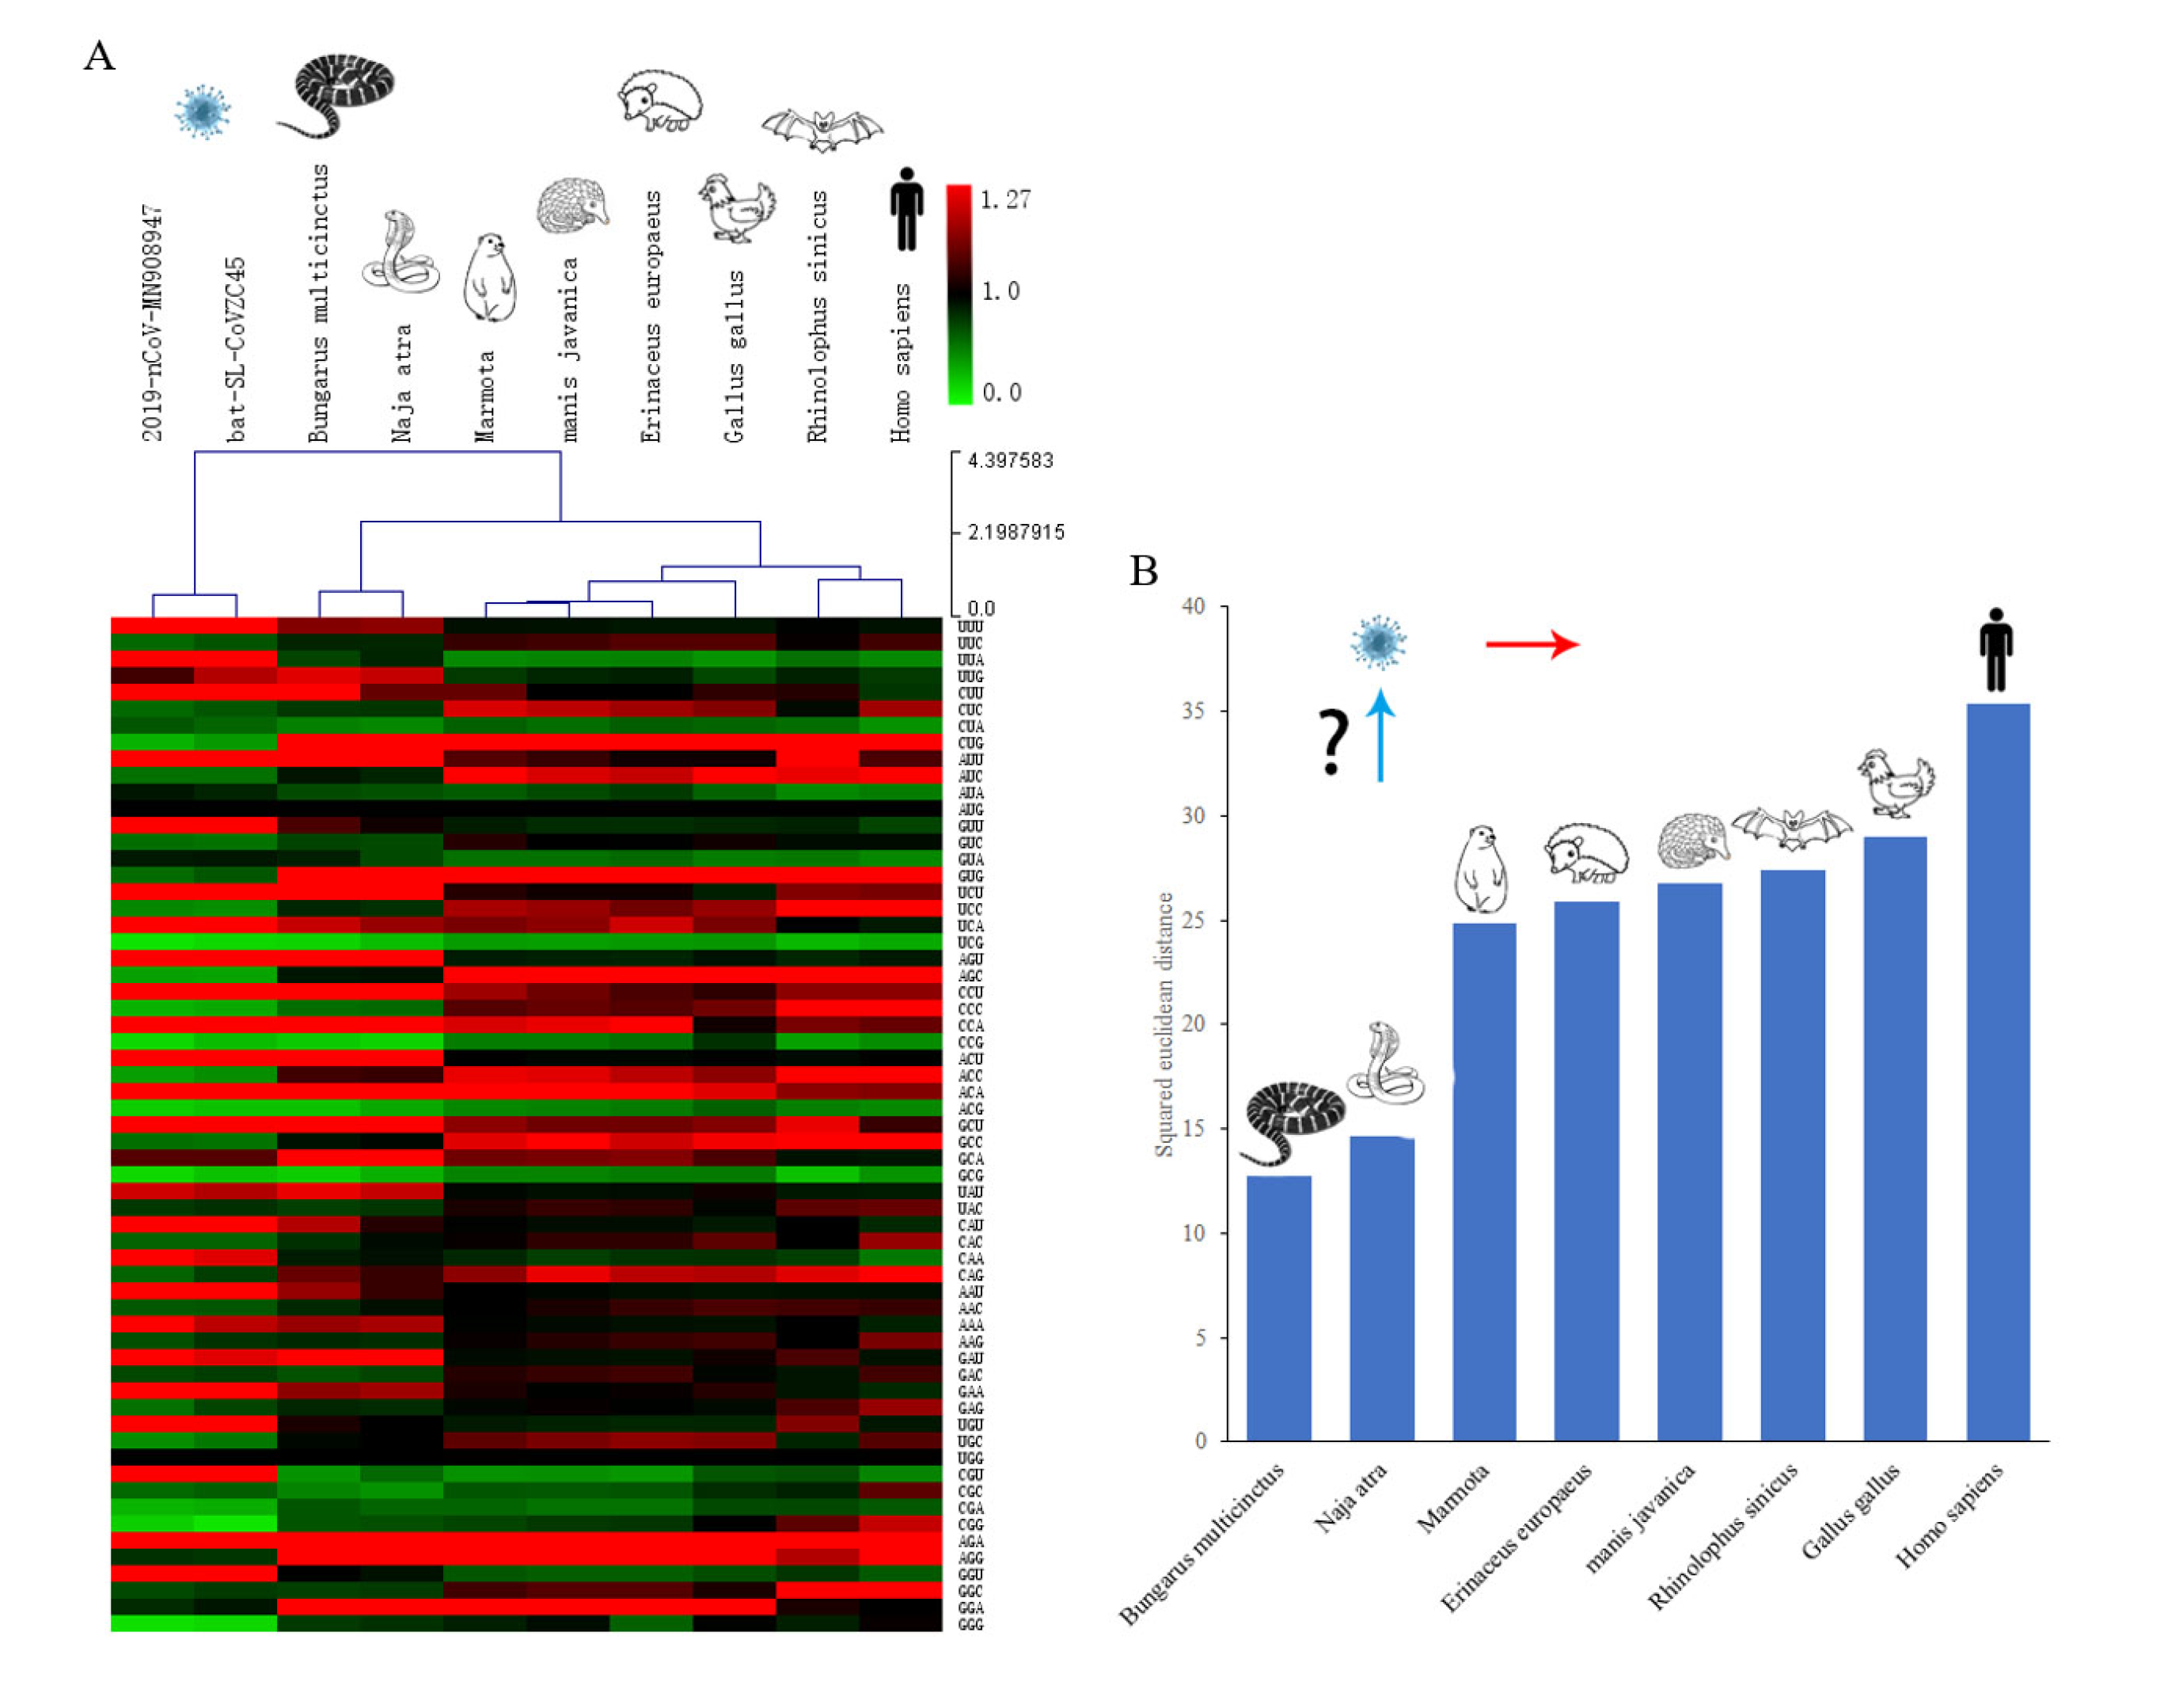 A
2019-nCoV-MN908947
bat-SL-CoVZC45
Bungarus multicinctus
Naja atra
Marmota
manis javanica
Erinaceus europaeus
Gallus gallus
Rhinolophus sinicus
Homo sapiens
1.27
1.0
0.0
4.397583
2.1987915
0.0
UUU
UUC
UUA
UUG
CUU
CUC
CUA
CUG
AUU
AUC
AUA
AUG
GUU
GUC
GUA
GUG
UCU
UCC
UCA
UCG
AGU
AGC
CCU
CCC
CCA
CCG
ACU
ACC
ACA
ACG
GCU
GCC
GCA
GCG
UAU
UAC
CAU
CAC
CAA
CAG
AAU
AAC
AAA
AAG
GAU
GAC
GAA
GAG
UGU
UGC
UGG
CGU
CGC
CGA
CGG
AGA
AGG
GGU
GGC
GGA
GGG
B
Squared euclidean distance
40
35
30
25
20
15
10
5
0
?
Bungarus multicinctus
Naja atra
Marmota
Erinaceus europaeus
manis javanica
Rhinolophus sinicus
Gallus gallus
Homo sapiens